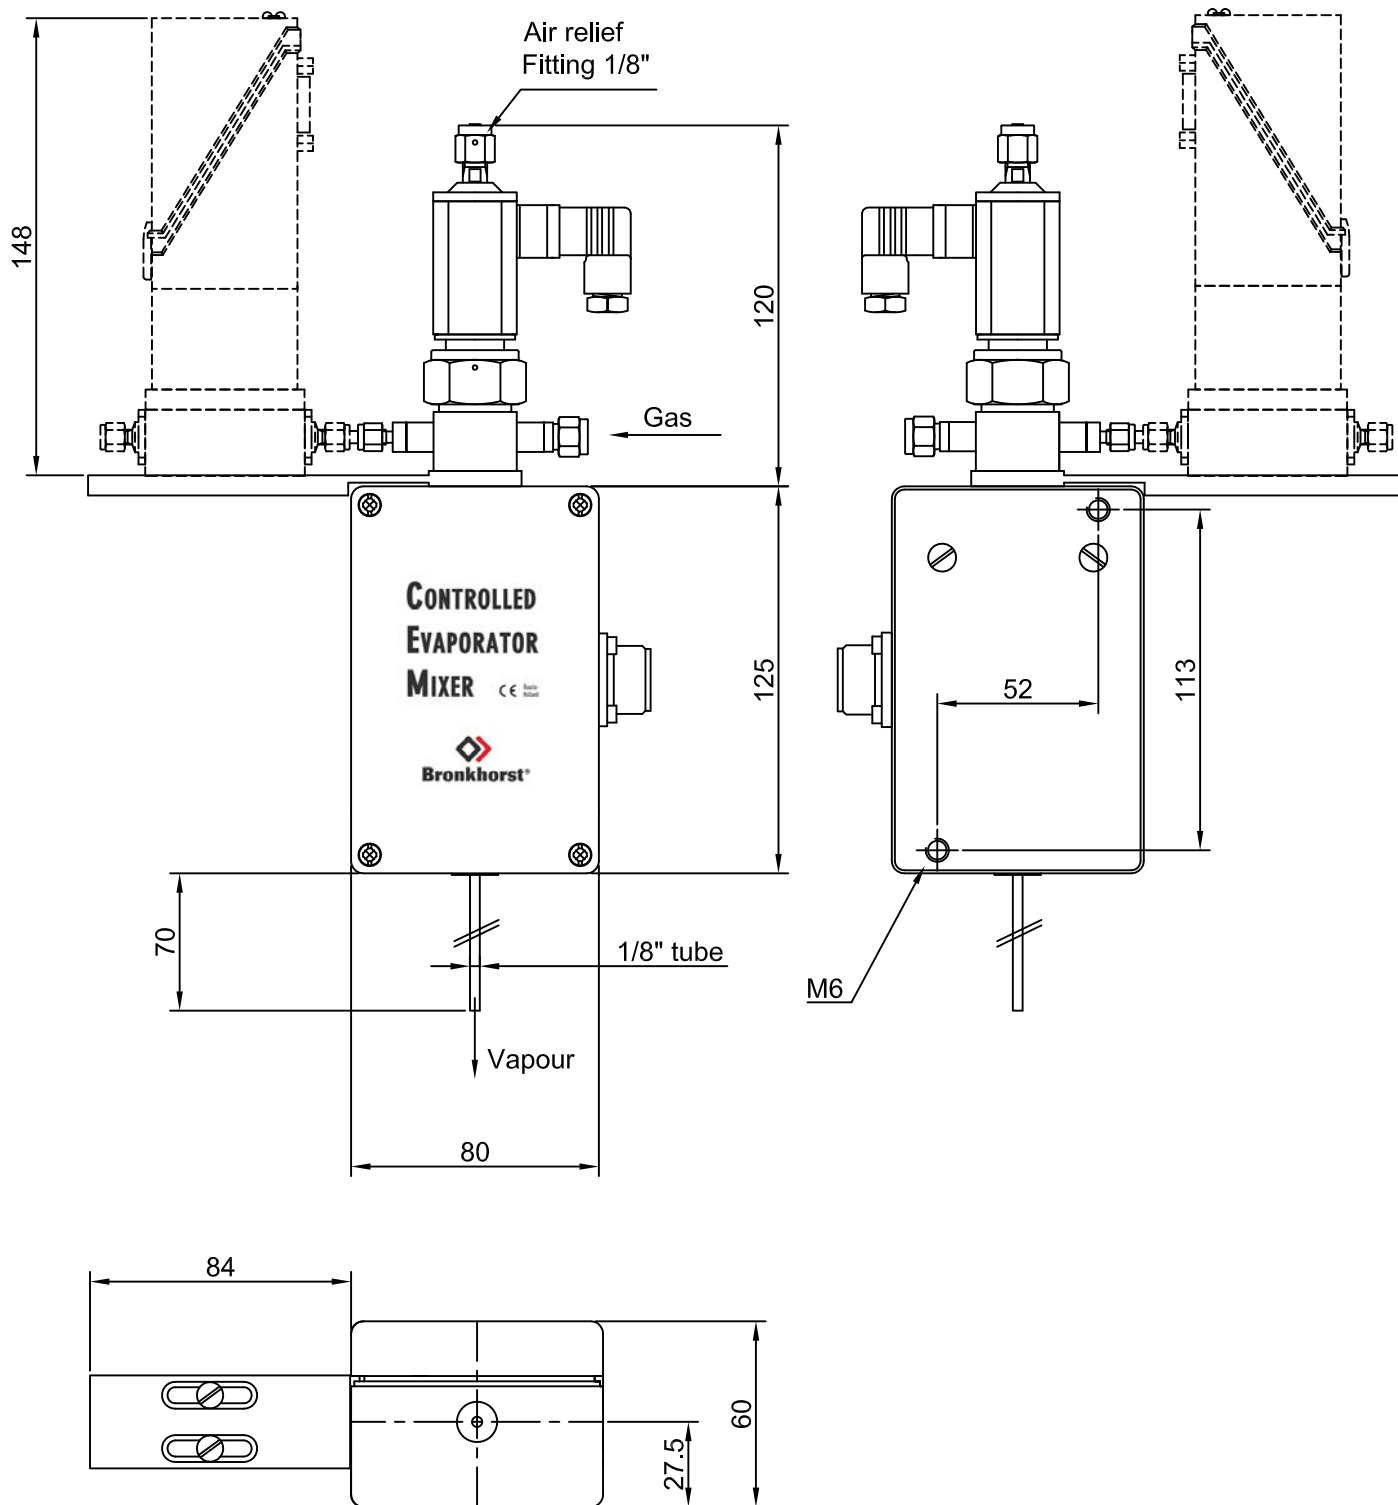 Air relief
Fitting 1/8"
148
120
Gas
CONTROLLED
EVAPORATOR
MIXER CE
Bronkhorst®
125
52
113
70
1/8" tube
M6
Vapour
80
84
60
27.5